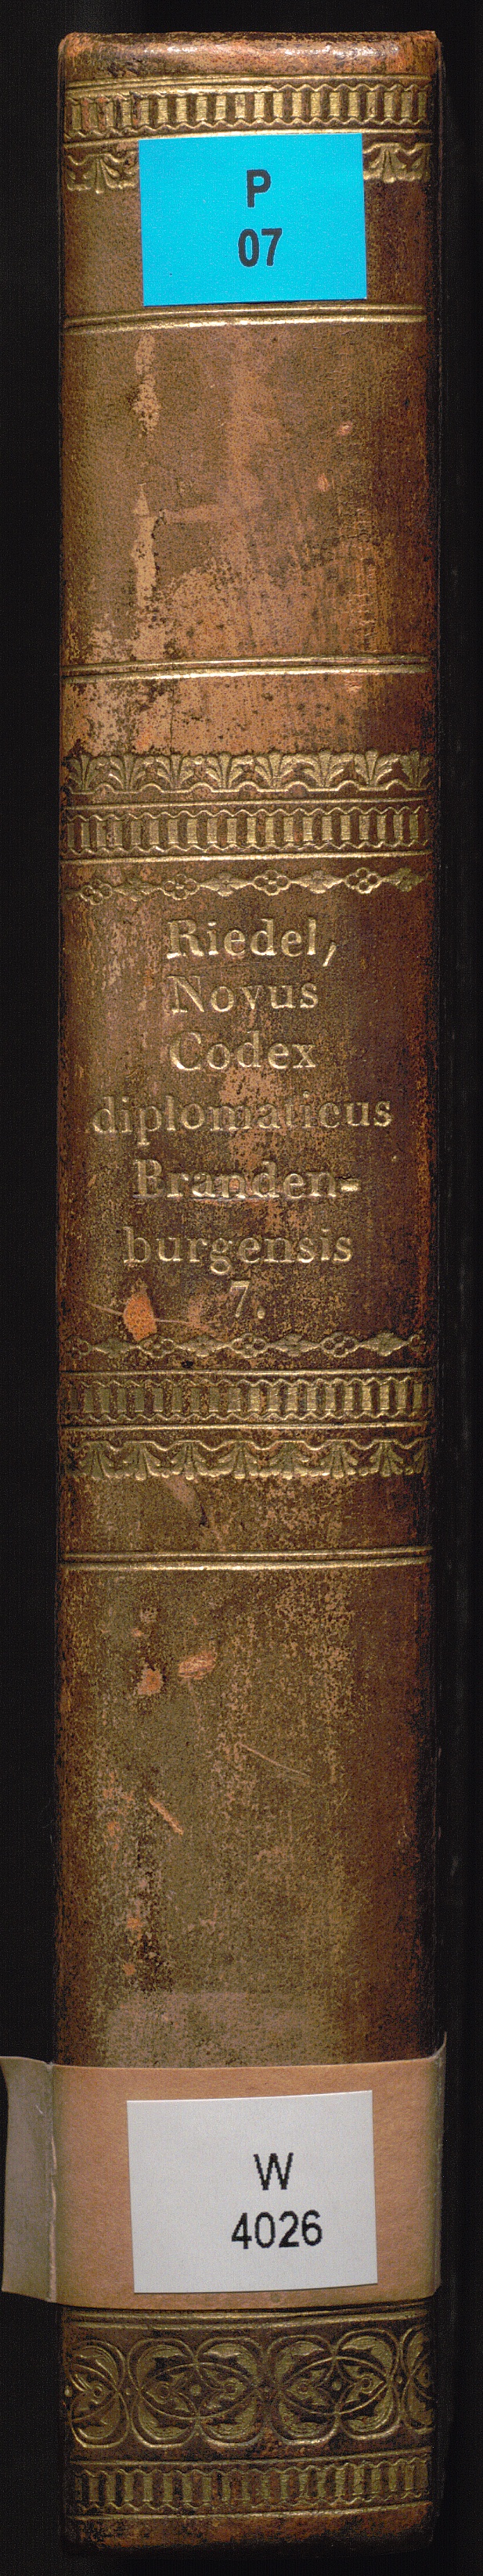 P
07
Riedel,
Novus
Codex
diplomaticus
Branden-
burgensis
7.
W
4026